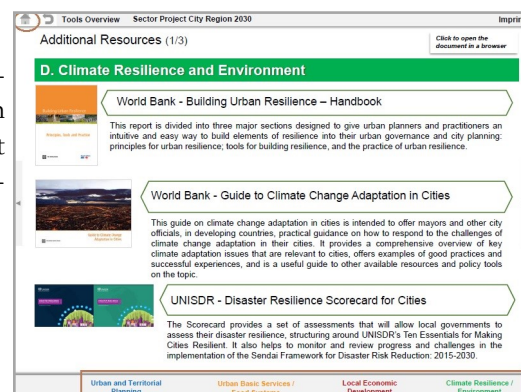 Tools Overview Sector Project City Region 2030
Additional Resources (1/3)
Click to open the
document in a browser
D. Climate Resilience and Environment
World Bank - Building Urban Resilience – Handbook
This report is divided into three major sections designed to give urban planners and practitioners an
intuitive and easy way to build elements of resilience into their urban governance and city planning:
principles for urban resilience; tools for building resilience, and the practice of urban resilience.
World Bank - Guide to Climate Change Adaptation in Cities
This guide on climate change adaptation in cities is intended to offer mayors and other city
officials, in developing countries, practical guidance on how to respond to the challenges of
climate change adaptation in their cities. It provides a comprehensive overview of key
climate adaptation issues that are relevant to cities, offers examples of good practices and
successful experiences, and is a useful guide to other available resources and policy tools
on the topic.
UNISDR - Disaster Resilience Scorecard for Cities
The Scorecard provides a set of assessments that will allow local governments to
assess their disaster resilience, structuring around UNISDR's Ten Essentials for Making
Cities Resilient. It also helps to monitor and review progress and challenges in the
implementation of the Sendai Framework for Disaster Risk Reduction: 2015-2030.
Urban and Territorial
Planning
Urban Basic Services /
Local Economic
Development
Climate Resilience /
Environment